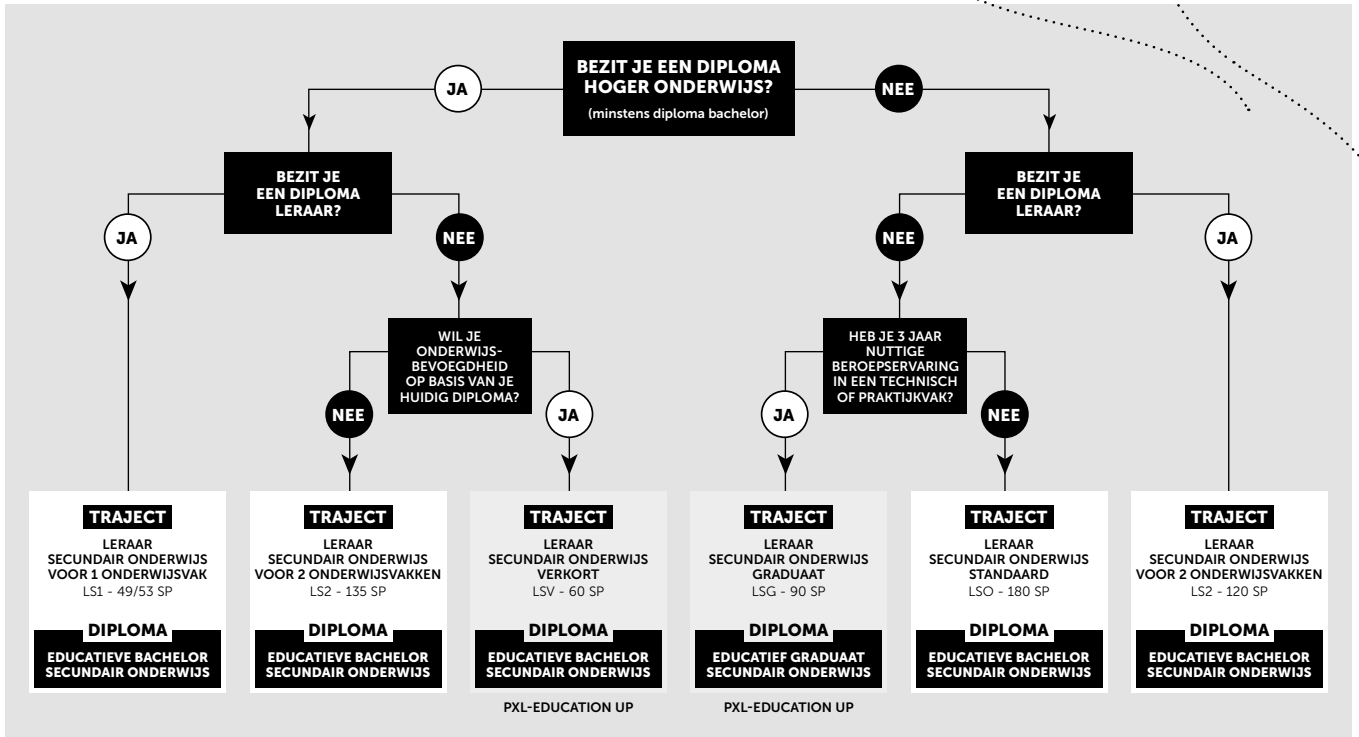 BEZIT JE EEN DIPLOMA
HOGER ONDERWIJS?
(minstens diploma bachelor)
JA
NEE
BEZIT JE
EEN DIPLOMA
LERAAR?
BEZIT JE
EEN DIPLOMA
LERAAR?
JA
NEE
NEE
JA
WIL JE
ONDERWIJS-
BEVOEGDHEID
OP BASIS VAN JE
HUIDIG DIPLOMA?
HEB JE 3 JAAR
NUTTIGE
BEROEPSERVARING
IN EEN TECHNISCH
OF PRAKTIJKVAK?
NEE
JA
JA
NEE
TRAJECT
LERAAR
SECUNDAIR ONDERWIJS
VOOR 1 ONDERWIJSVAK
LS1 - 49/53 SP
DIPLOMA
EDUCATIEVE BACHELOR
SECUNDAIR ONDERWIJS
TRAJECT
LERAAR
SECUNDAIR ONDERWIJS
VOOR 2 ONDERWIJSVAKKEN
LS2 - 135 SP
DIPLOMA
EDUCATIEVE BACHELOR
SECUNDAIR ONDERWIJS
TRAJECT
LERAAR
SECUNDAIR ONDERWIJS
VERKORT
LSV - 60 SP
DIPLOMA
EDUCATIEVE BACHELOR
SECUNDAIR ONDERWIJS
PXL-EDUCATION UP
TRAJECT
LERAAR
SECUNDAIR ONDERWIJS
GRADUAAT
LSG - 90 SP
DIPLOMA
EDUCATIEF GRADUAAT
SECUNDAIR ONDERWIJS
PXL-EDUCATION UP
TRAJECT
LERAAR
SECUNDAIR ONDERWIJS
STANDAARD
LSO - 180 SP
DIPLOMA
EDUCATIEVE BACHELOR
SECUNDAIR ONDERWIJS
TRAJECT
LERAAR
SECUNDAIR ONDERWIJS
VOOR 2 ONDERWIJSVAKKEN
LS2 - 120 SP
DIPLOMA
EDUCATIEVE BACHELOR
SECUNDAIR ONDERWIJS